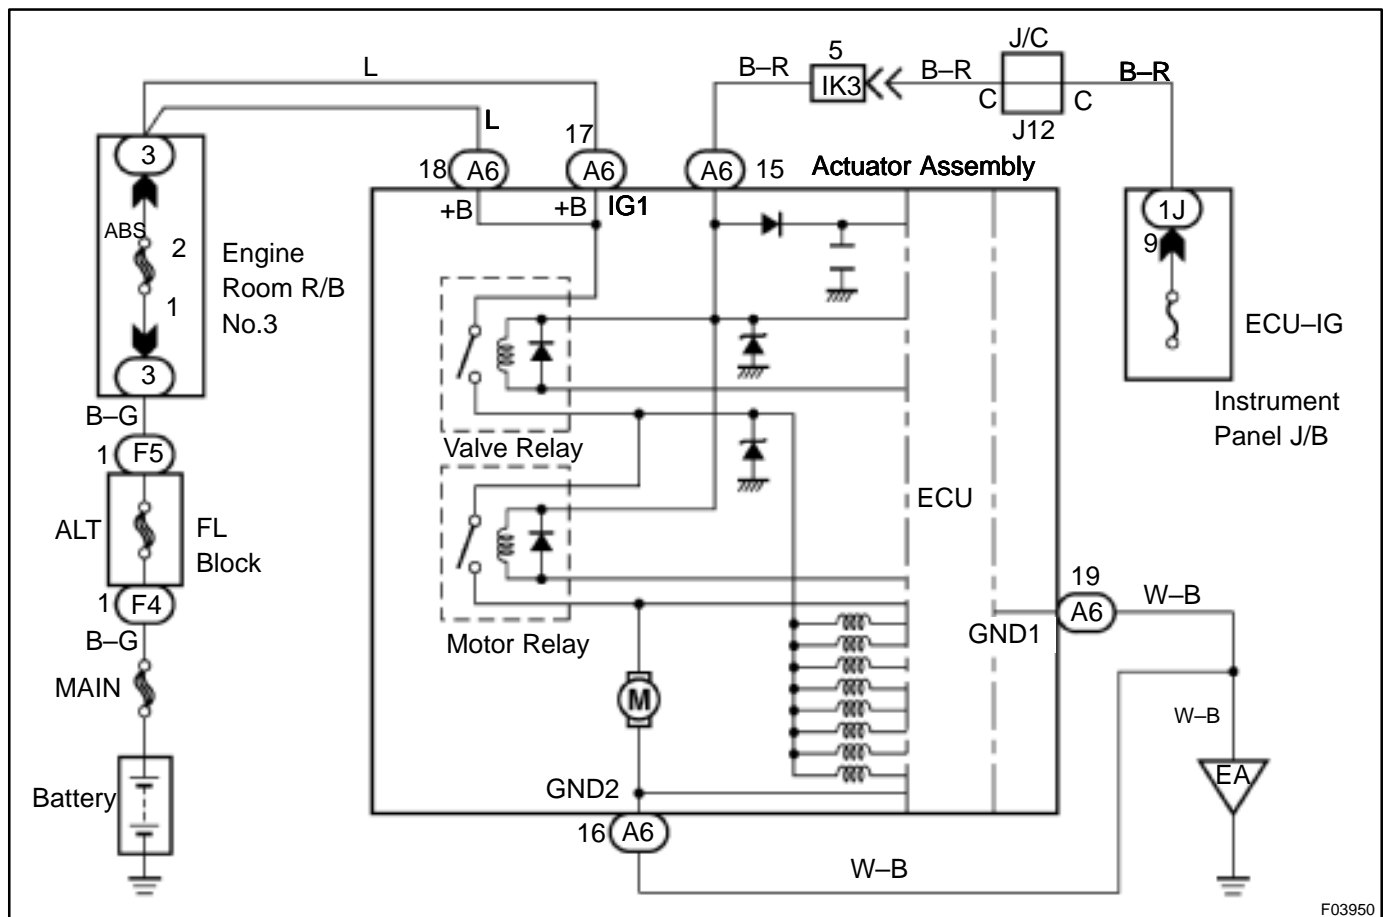 L
B–R
5
IK3
B–R
C
J/C
J12
C
B–R
L
17
18
A6
A6
A6
15
Actuator Assembly
3
+B
+B
IG1
1J
9
ABS
2
1
Engine
Room R/B
No.3
ECU–IG
3
B–G
Instrument
Panel J/B
Valve Relay
1
F5
ECU
ALT
FL
Block
1
F4
19
A6
W–B
B–G
Motor Relay
GND1
MAIN
M
W–B
Battery
GND2
EA
16
A6
W–B
F03950